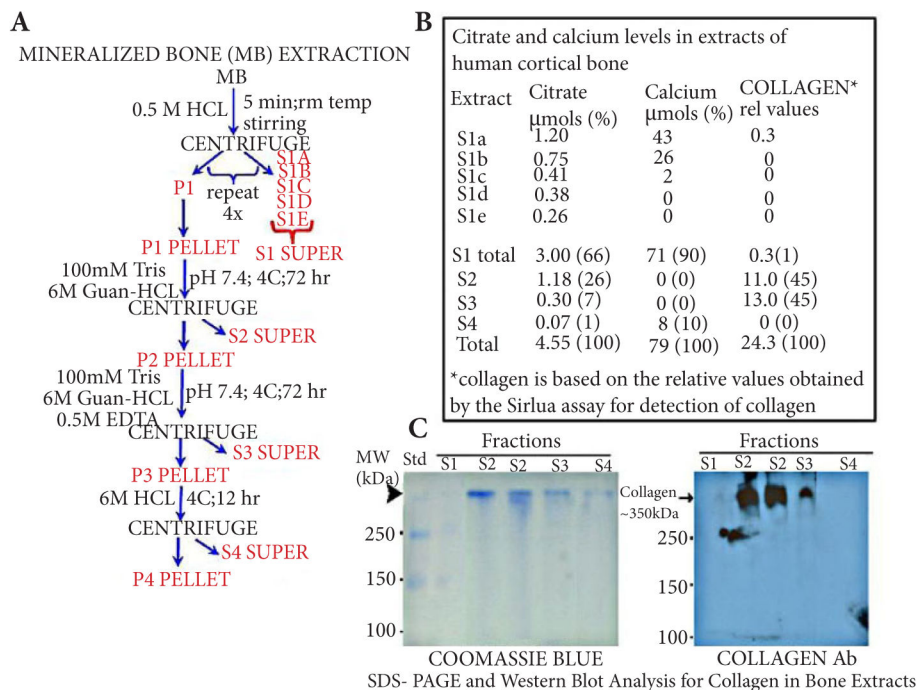 A
MINERALIZED BONE (MB) EXTRACTION
MB
0.5 M HCL
5 min;rm temp
stirring
CENTRIFUGE
S1A
S1B
S1C
S1D
S1E
P1
repeat
4x
P1 PELLET
S1 SUPER
100mM Tris
6M Guan-HCL
pH 7.4; 4C;72 hr
CENTRIFUGE
S2 SUPER
P2 PELLET
100mM Tris
6M Guan-HCL
0.5M EDTA
pH 7.4; 4C;72 hr
CENTRIFUGE
S3 SUPER
P3 PELLET
6M HCL 4C;12 hr
CENTRIFUGE
S4 SUPER
P4 PELLET
B
Citrate and calcium levels in extracts of
human cortical bone
Extract Citrate Calcium COLLAGEN*
µmols (%) µmols (%) rel values
S1a 1.20 43 0.3
S1b 0.75 26 0
S1c 0.41 2 0
S1d 0.38 0 0
S1e 0.26 0 0
S1 total 3.00 (66) 71 (90) 0.3(1)
S2 1.18 (26) 0 (0) 11.0 (45)
S3 0.30 (7) 0 (0) 13.0 (45)
S4 0.07 (1) 8 (10) 0 (0)
Total 4.55 (100) 79 (100) 24.3 (100)
*collagen is based on the relative values obtained
by the Sirlua assay for detection of collagen
C
Fractions
MW
(kDa)
Std S1 S2 S2 S3 S4
250
150
100
COOMASSIE BLUE
Collagen
~350kDa
Fractions
S1 S2 S2 S3 S4
250
150
100
COLLAGEN Ab
SDS- PAGE and Western Blot Analysis for Collagen in Bone Extracts